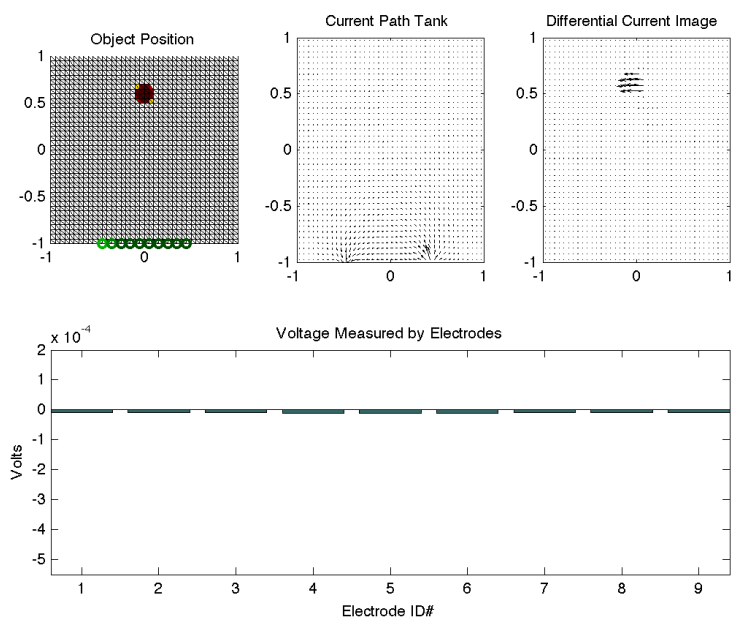 Object Position
Current Path Tank
Differential Current Image
1
0.5
0
-0.5
-1
-1 0 1
1
0.5
0
-0.5
-1
-1 0 1
1
0.5
0
-0.5
-1
-1 0 1
Voltage Measured by Electrodes
x 10⁻⁴
2
1
0
-1
-2
-3
-4
-5
Volts
1 2 3 4 5 6 7 8 9
Electrode ID#